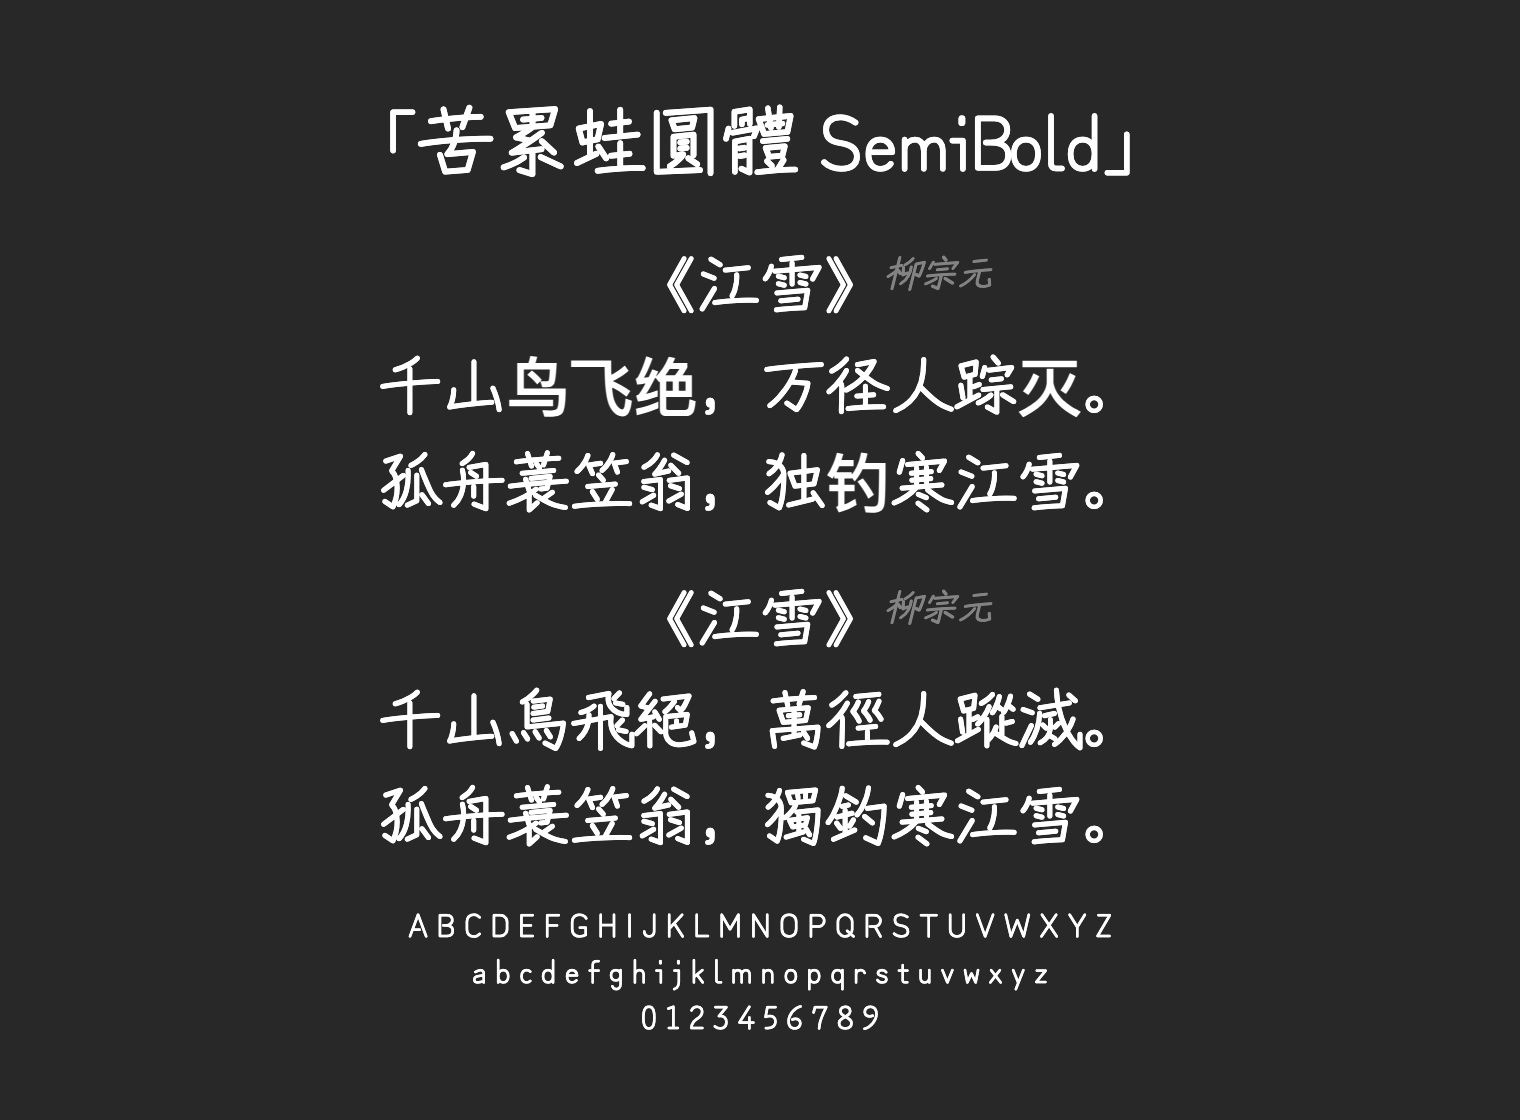 「苦累蛙圓體 SemiBold」
《江雪》柳宗元
千山鸟飞绝，万径人踪灭。
孤舟蓑笠翁，独钓寒江雪。
《江雪》柳宗元
千山鳥飛絕，萬徑人蹤滅。
孤舟蓑笠翁，獨釣寒江雪。
ABCDEFGHIJKLMNOPQRSTUVWXYZ
abcdefghijklmnopqrstuvwxyz
0123456789